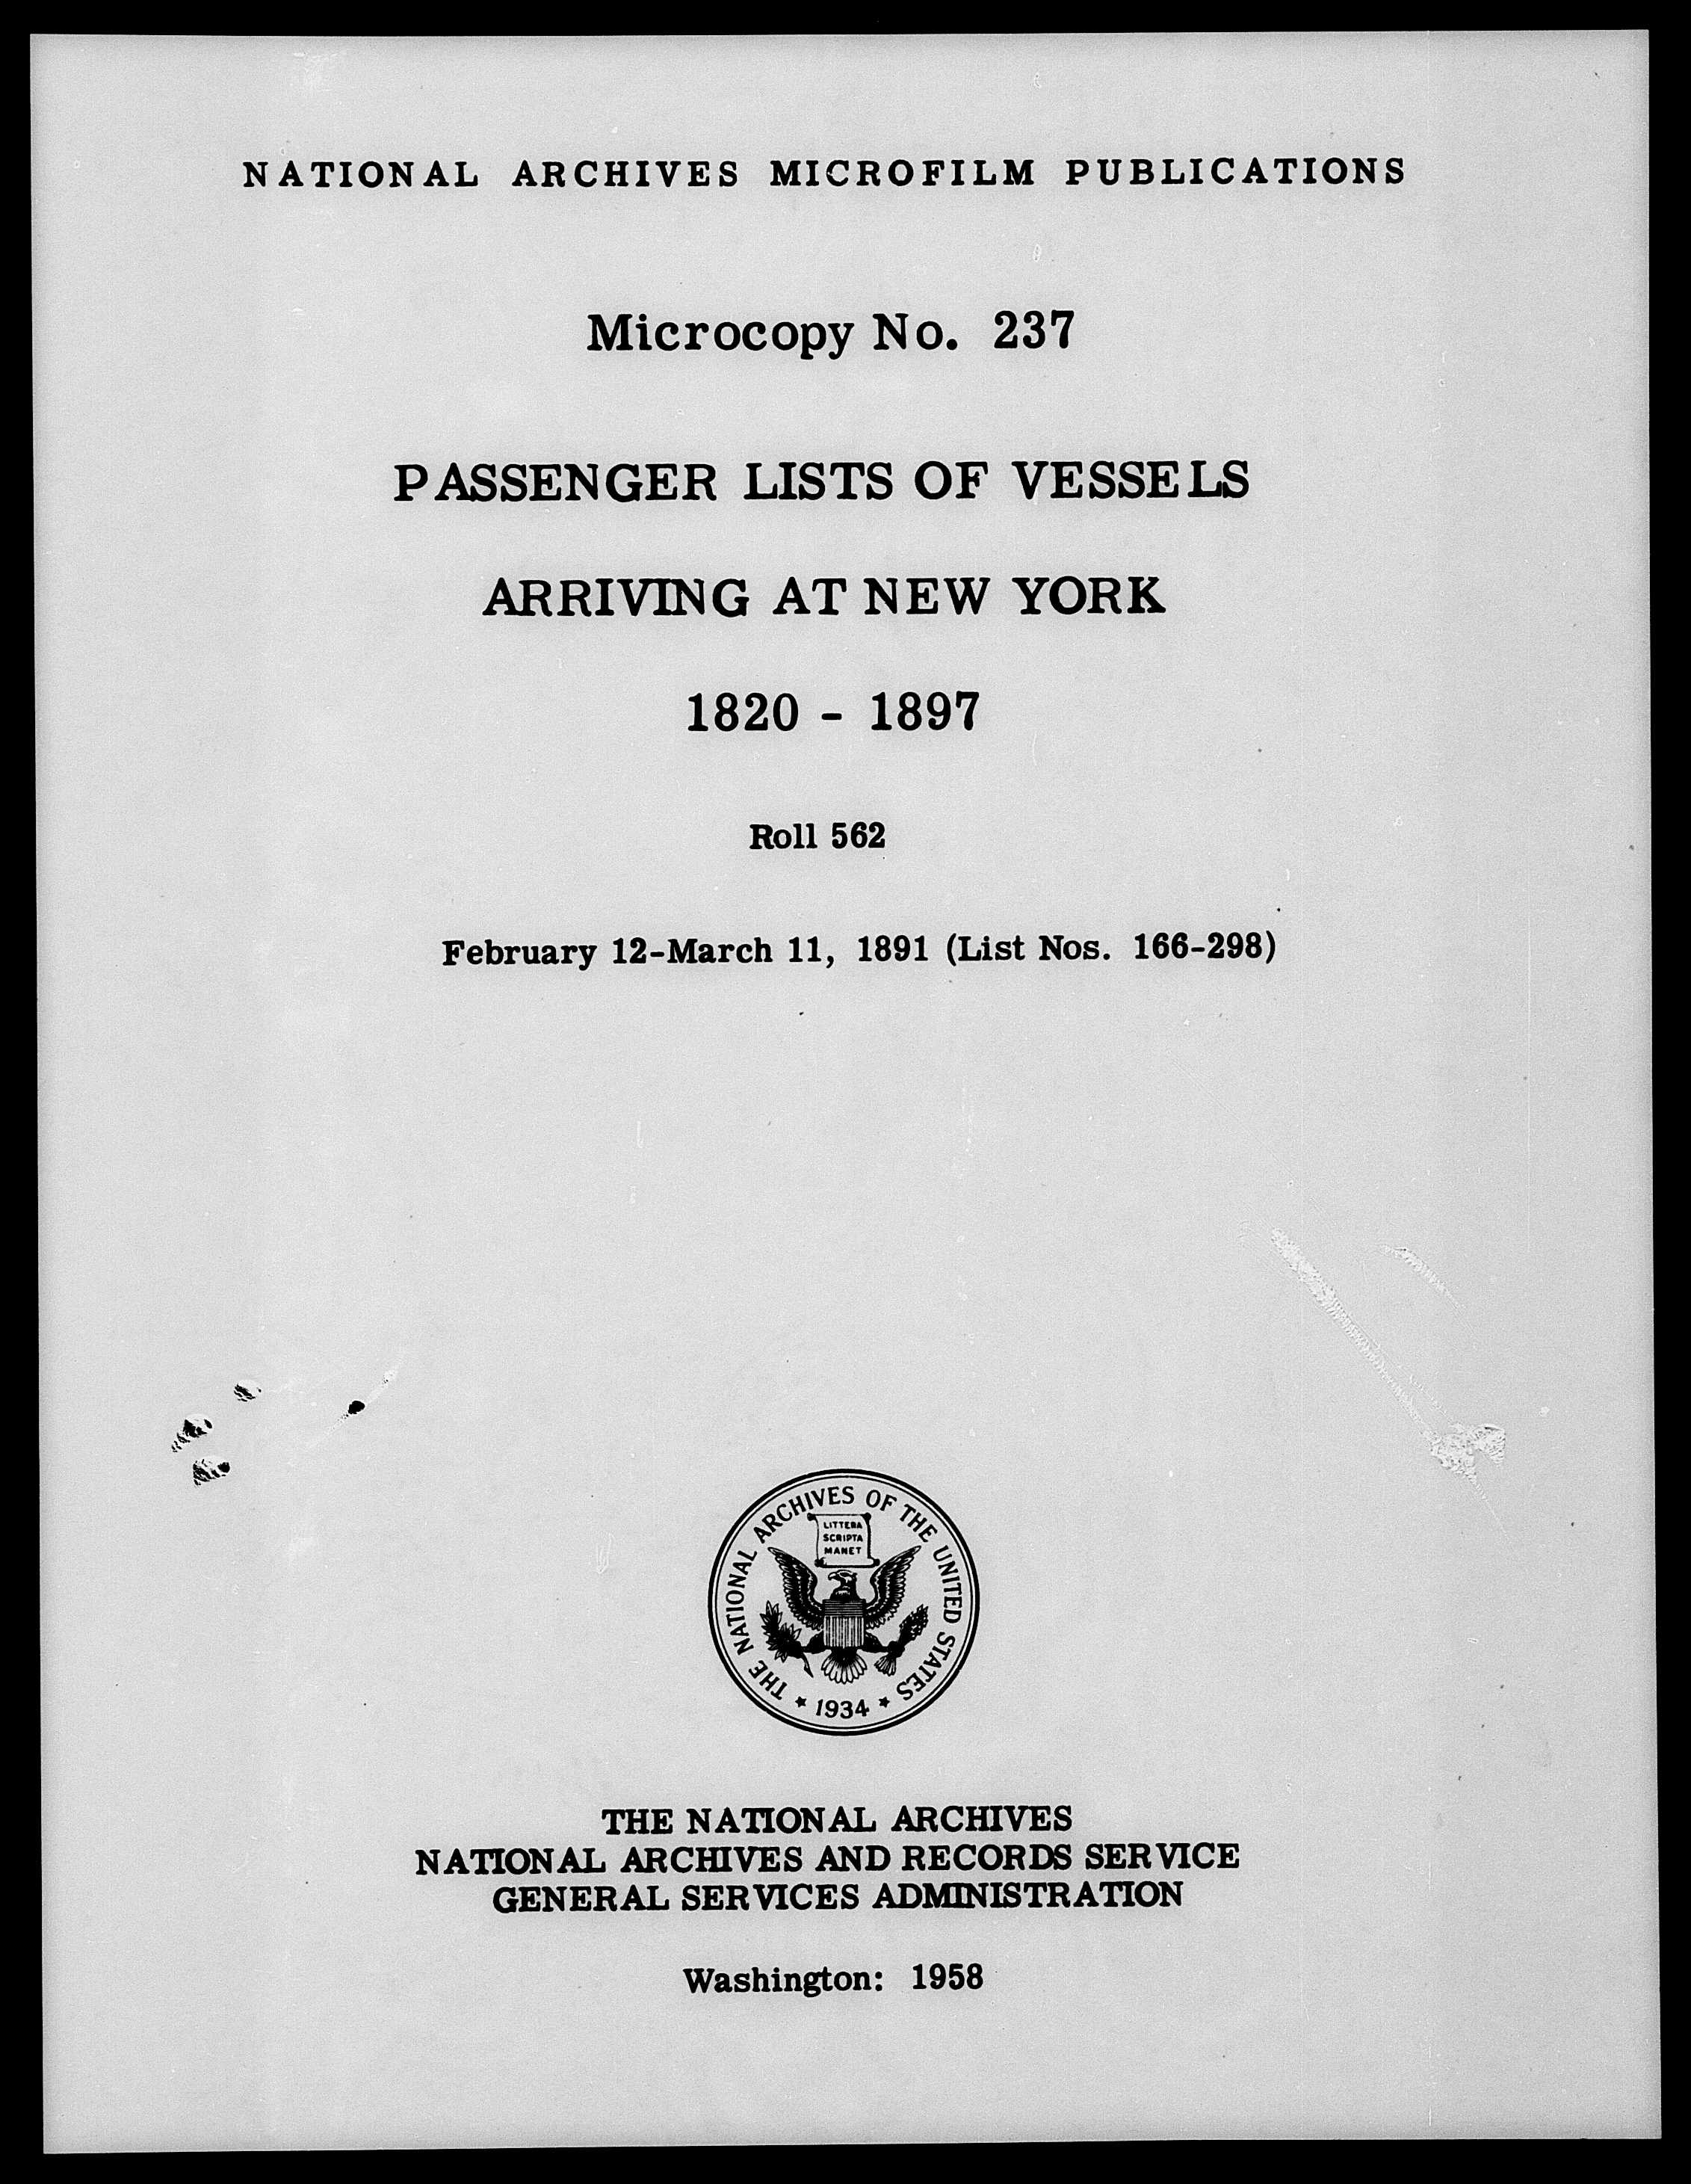 NATIONAL ARCHIVES MICROFILM PUBLICATIONS
Microcopy No. 237
PASSENGER LISTS OF VESSELS
ARRIVING AT NEW YORK
1820 - 1897
Roll 562
February 12-March 11, 1891 (List Nos. 166-298)
THE NATIONAL ARCHIVES OF THE UNITED STATES
LITTERA
SCRIPTA
MANET
★ 1934 ★
THE NATIONAL ARCHIVES
NATIONAL ARCHIVES AND RECORDS SERVICE
GENERAL SERVICES ADMINISTRATION
Washington: 1958